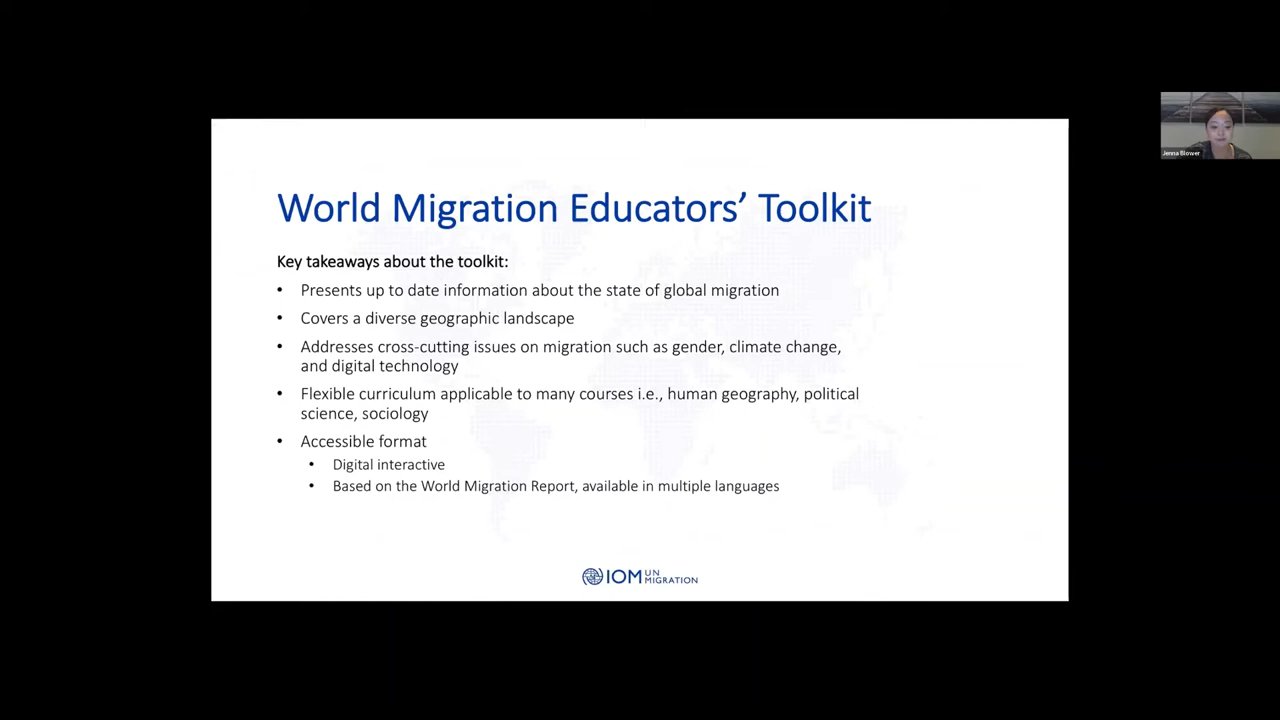 World Migration Educators’ Toolkit
Key takeaways about the toolkit:
• Presents up to date information about the state of global migration
• Covers a diverse geographic landscape
• Addresses cross-cutting issues on migration such as gender, climate change,
and digital technology
• Flexible curriculum applicable to many courses i.e., human geography, political
science, sociology
• Accessible format
• Digital interactive
• Based on the World Migration Report, available in multiple languages
IOM UN
MIGRATION
Jenna Blower